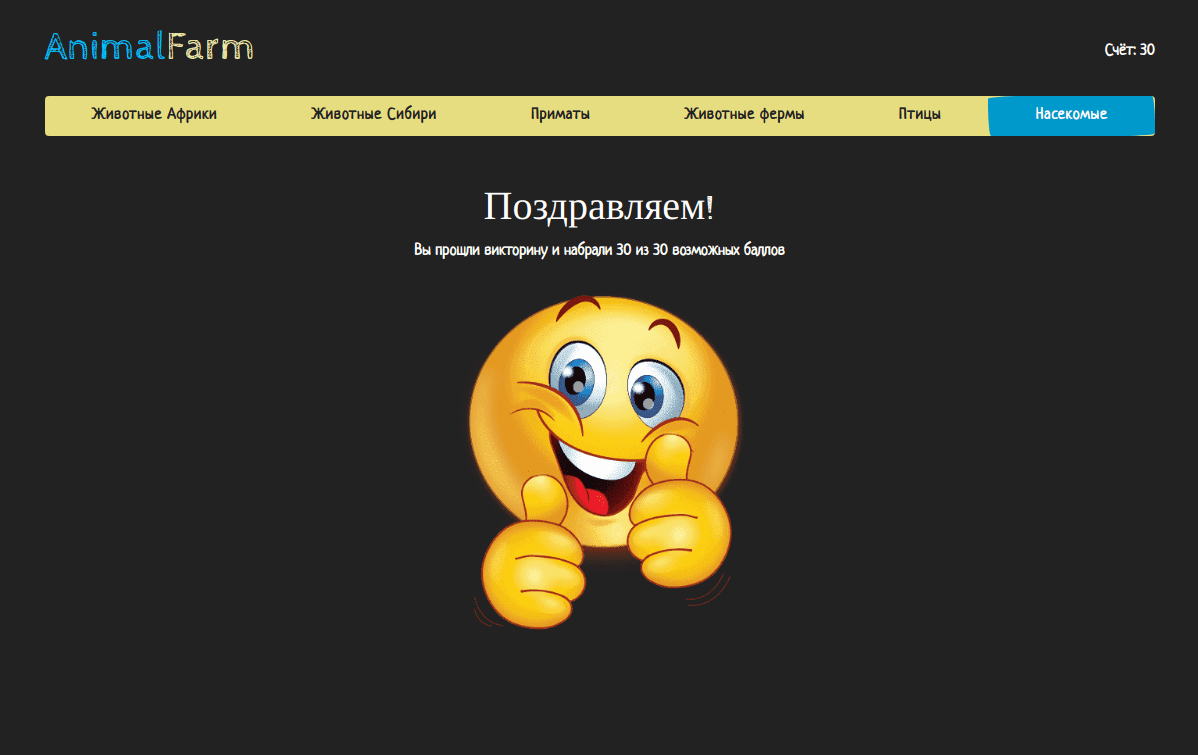 AnimalFarm
Счёт: 30
Животные Африки Животные Сибири Приматы Животные фермы Птицы Насекомые
Поздравляем!
Вы прошли викторину и набрали 30 из 30 возможных баллов